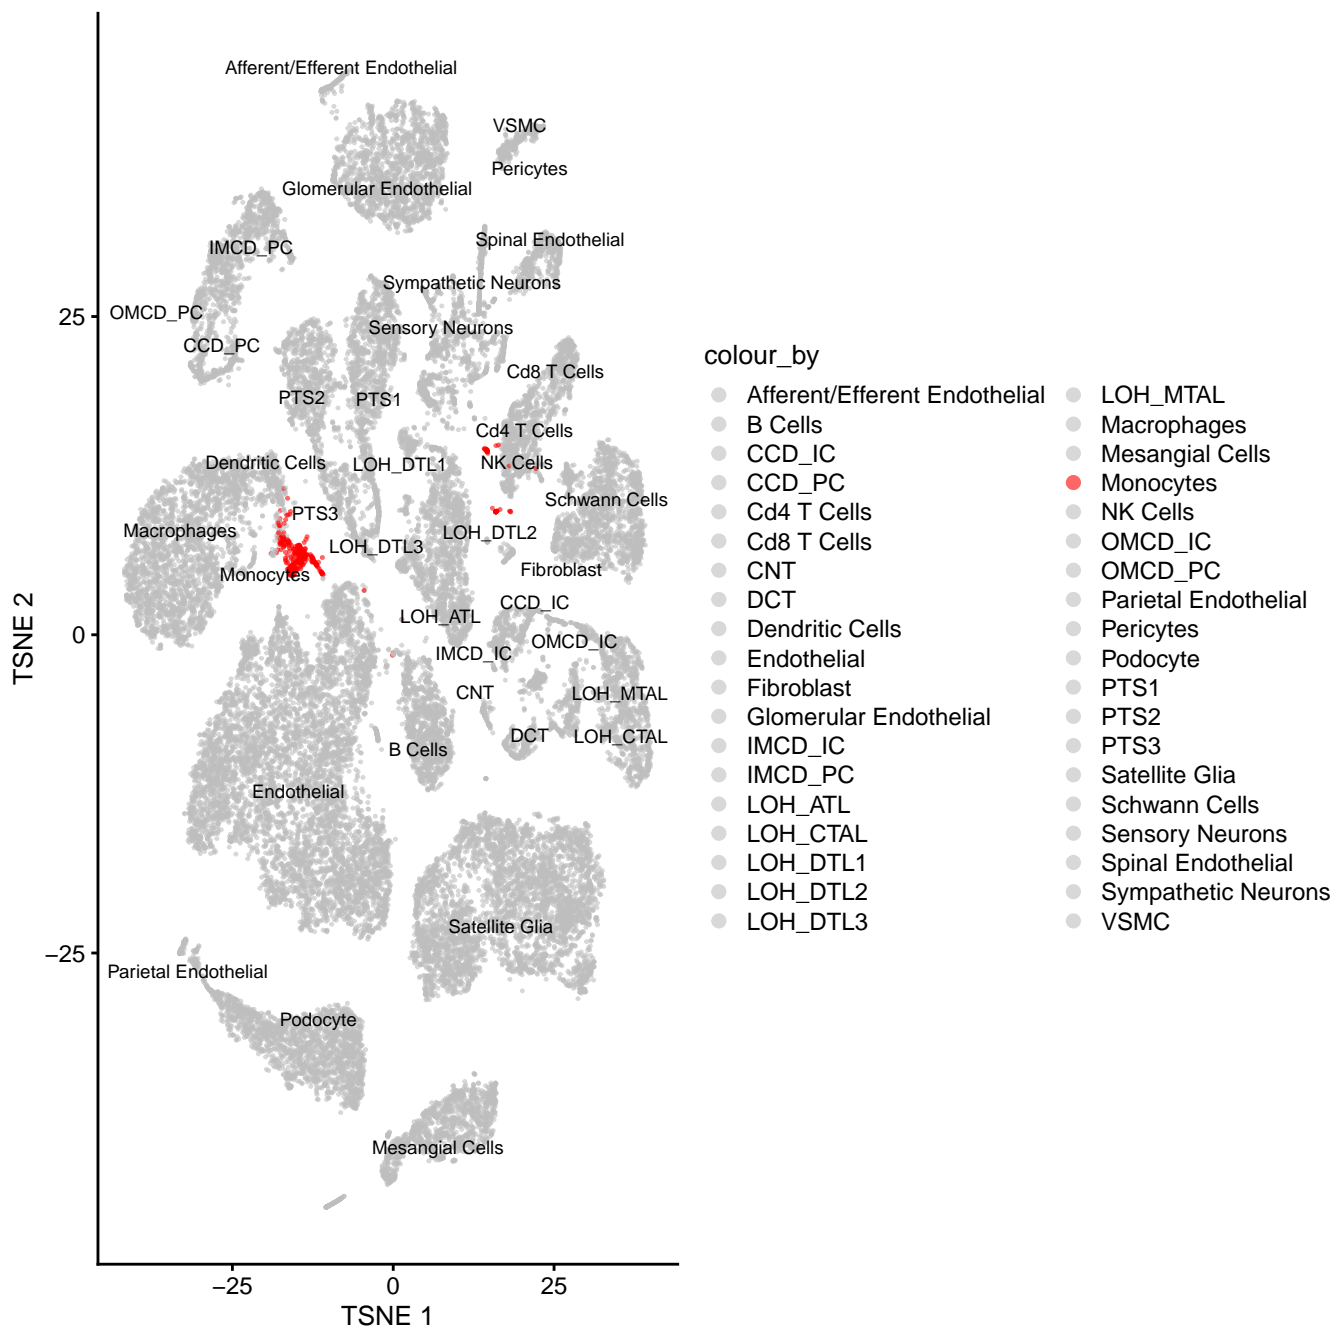 Afferent/Efferent Endothelial
VSMC
Pericytes
Glomerular Endothelial
Spinal Endothelial
IMCD_PC
Sympathetic Neurons
OMCD_PC
Sensory Neurons
CCD_PC
Cd8 T Cells
PTS2
PTS1
Cd4 T Cells
Dendritic Cells
LOH_DTL1
NK Cells
Schwann Cells
PTS3
Macrophages
LOH_DTL2
LOH_DTL3
Fibroblast
Monocytes
CCD_IC
LOH_ATL
OMCD_IC
IMCD_IC
CNT
LOH_MTAL
DCT
LOH_CTAL
B Cells
Endothelial
Satellite Glia
Parietal Endothelial
Podocyte
Mesangial Cells
25
0
−25
TSNE 2
−25
0
25
TSNE 1
colour_by
Afferent/Efferent Endothelial
B Cells
CCD_IC
CCD_PC
Cd4 T Cells
Cd8 T Cells
CNT
DCT
Dendritic Cells
Endothelial
Fibroblast
Glomerular Endothelial
IMCD_IC
IMCD_PC
LOH_ATL
LOH_CTAL
LOH_DTL1
LOH_DTL2
LOH_DTL3
LOH_MTAL
Macrophages
Mesangial Cells
Monocytes
NK Cells
OMCD_IC
OMCD_PC
Parietal Endothelial
Pericytes
Podocyte
PTS1
PTS2
PTS3
Satellite Glia
Schwann Cells
Sensory Neurons
Spinal Endothelial
Sympathetic Neurons
VSMC